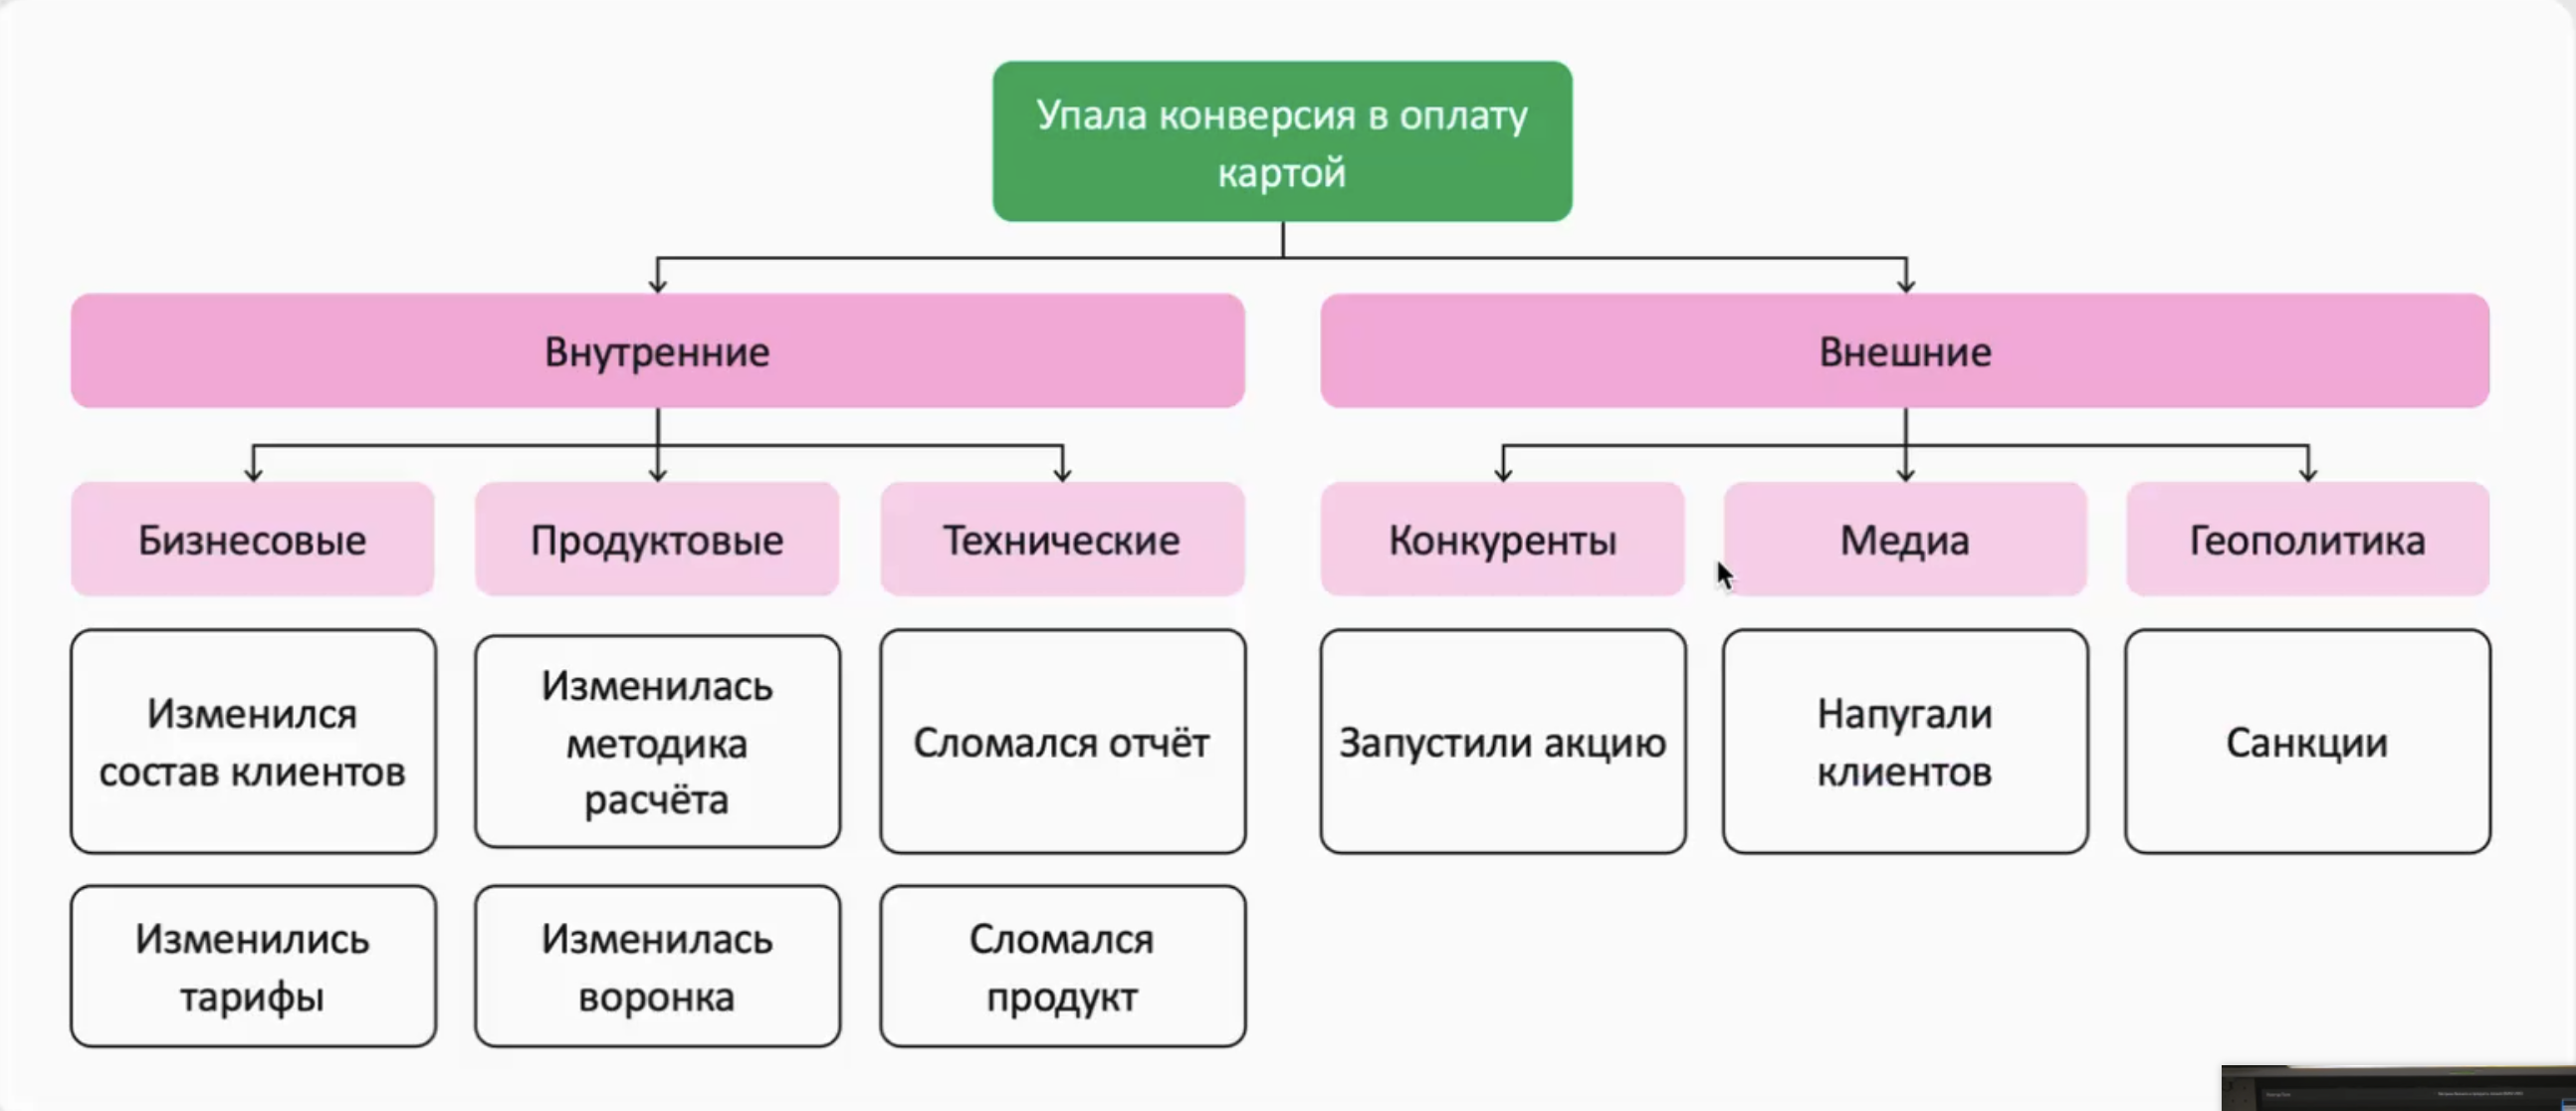 Упала конверсия в оплату
картой
Внутренние
Внешние
Бизнесовые
Продуктовые
Технические
Конкуренты
Медиа
Геополитика
Изменился
состав клиентов
Изменилась
методика
расчёта
Сломался отчёт
Запустили акцию
Напугали
клиентов
Санкции
Изменились
тарифы
Изменилась
воронка
Сломался
продукт